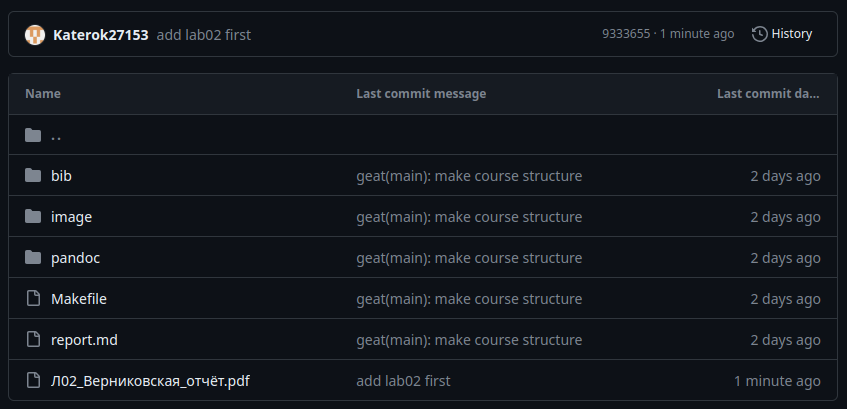 Katerok27153 add lab02 first 9333655 · 1 minute ago History
Name Last commit message Last commit da...
..
bib geat(main): make course structure 2 days ago
image geat(main): make course structure 2 days ago
pandoc geat(main): make course structure 2 days ago
Makefile geat(main): make course structure 2 days ago
report.md geat(main): make course structure 2 days ago
Л02_Верниковская_отчёт.pdf add lab02 first 1 minute ago